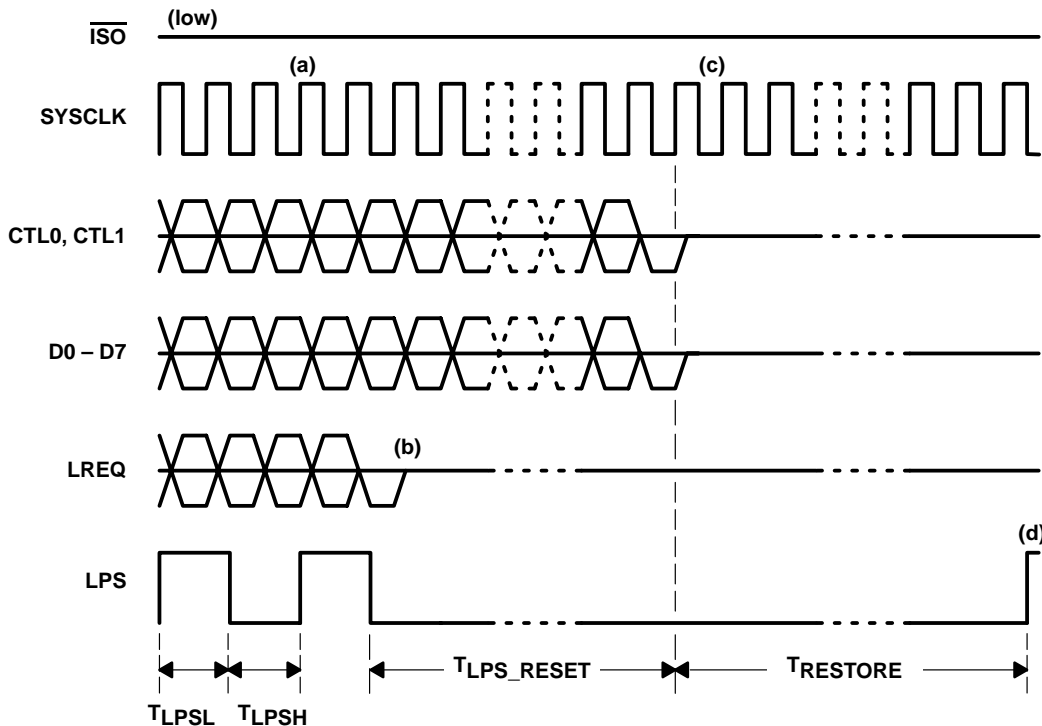 (low)
ISO
(a)
(c)
SYSCLK
CTL0, CTL1
D0 – D7
(b)
LREQ
(d)
LPS
TLPS_RESET
TRESTORE
TLPSL
TLPSH